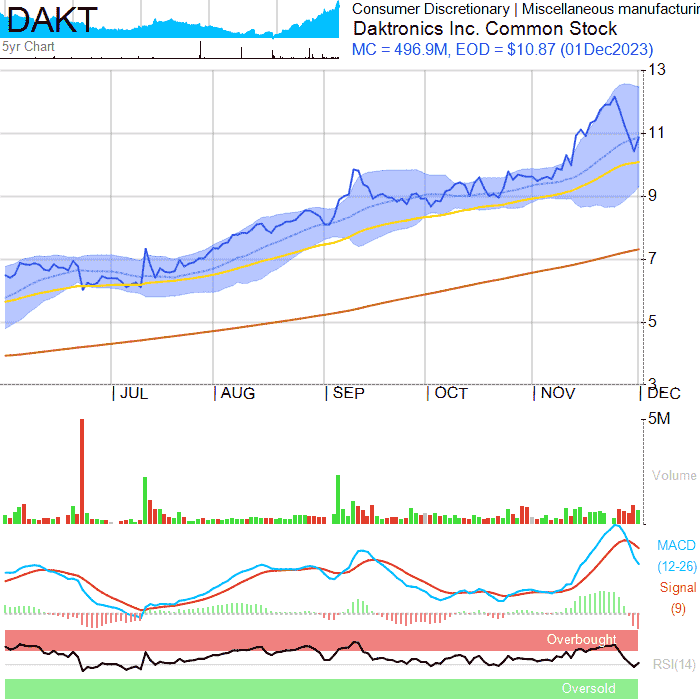 DAKT
5yr Chart
Consumer Discretionary | Miscellaneous manufacturin
Daktronics Inc. Common Stock
MC = 496.9M, EOD = $10.87 (01Dec2023)
13
11
9
7
5
3
JUL AUG SEP OCT NOV DEC
5M
Volume
MACD
(12-26)
Signal
(9)
Overbought
RSI(14)
Oversold